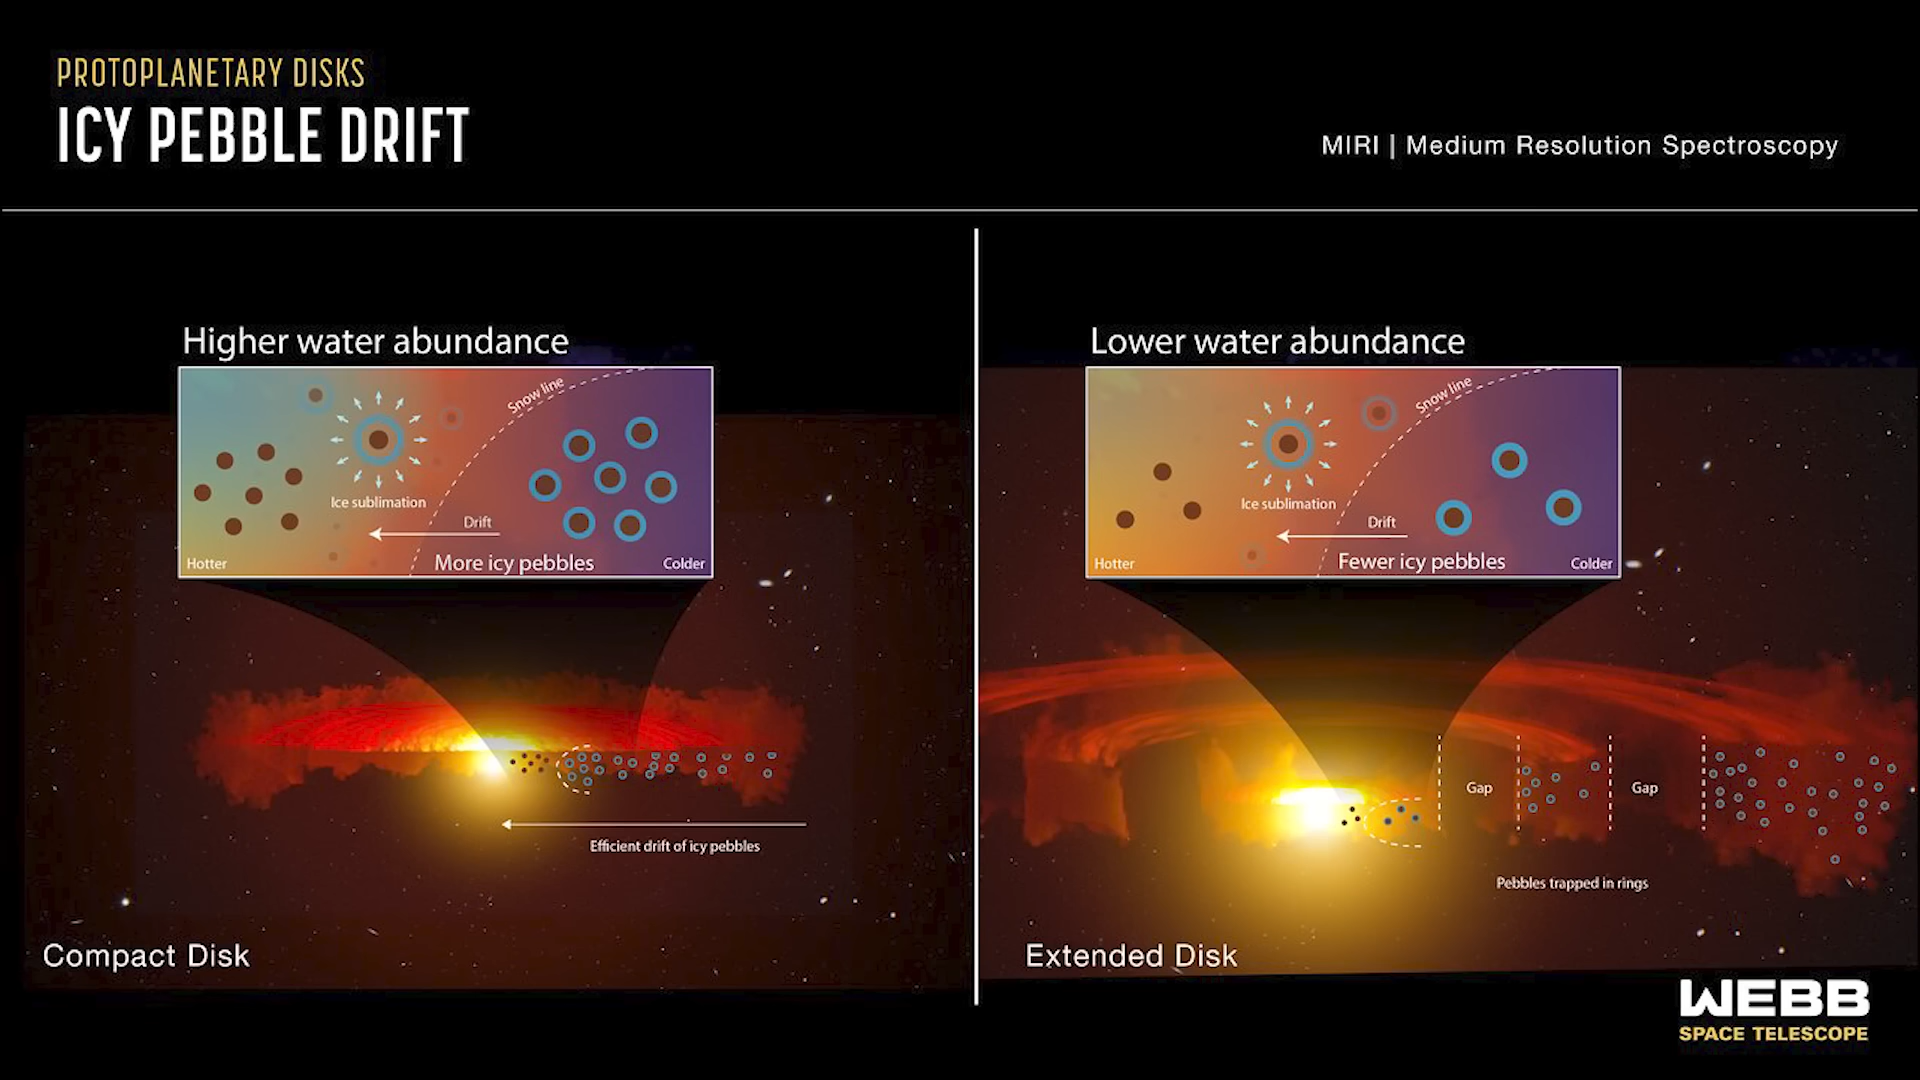 PROTOPLANETARY DISKS
ICY PEBBLE DRIFT
MIRI | Medium Resolution Spectroscopy
Higher water abundance
Snow line
Ice sublimation
Drift
Hotter
More icy pebbles
Colder
Efficient drift of icy pebbles
Compact Disk
Lower water abundance
Snow line
Ice sublimation
Drift
Hotter
Fewer icy pebbles
Colder
Gap
Gap
Pebbles trapped in rings
Extended Disk
WEBB
SPACE TELESCOPE